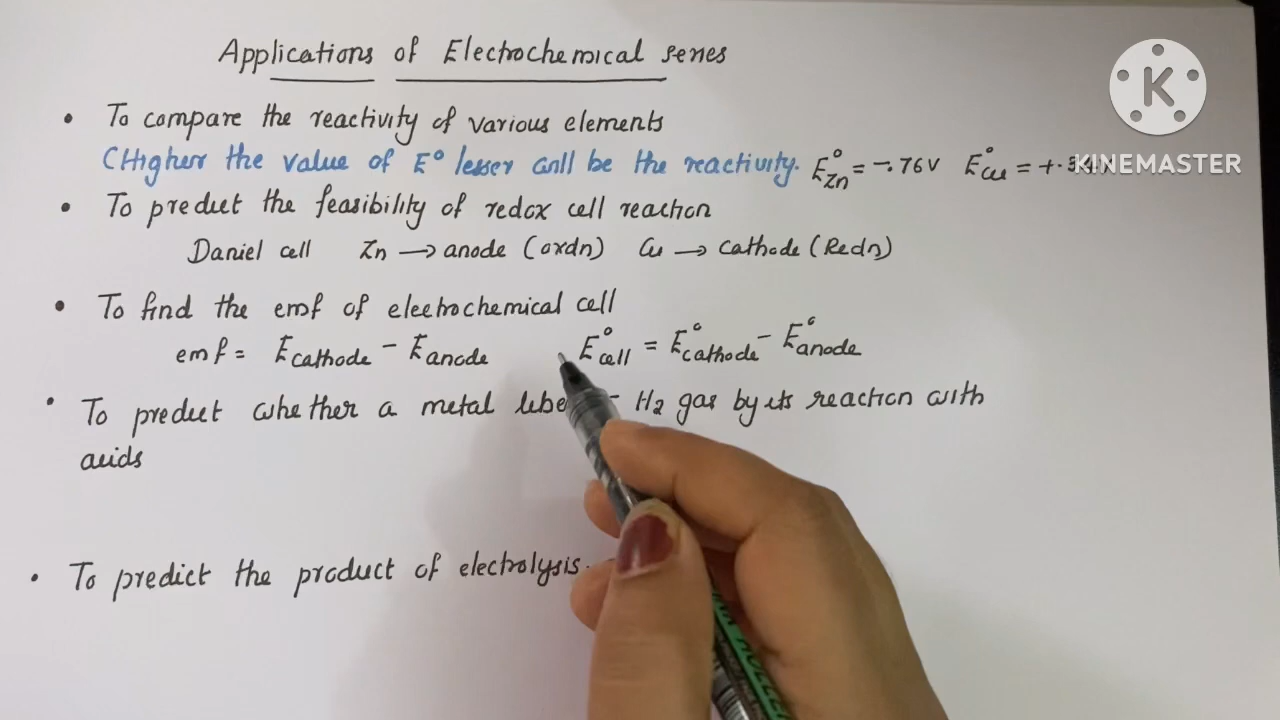 Applications of Electrochemical series
• To compare the reactivity of various elements
(Higher the value of E° lesser will be the reactivity. E°Zn = -.76V E°Cu = +.34V
• To predict the feasibility of redox cell reaction
Daniel cell Zn → anode (oxdn) Cu → cathode (Redn)
• To find the emf of electrochemical cell
emf = Ecathode - Eanode E°cell = E°cathode - E°anode
• To predict whether a metal H2 gas by its reaction with
acids
• To predict the product of electrolysis.
K
KINEMASTER